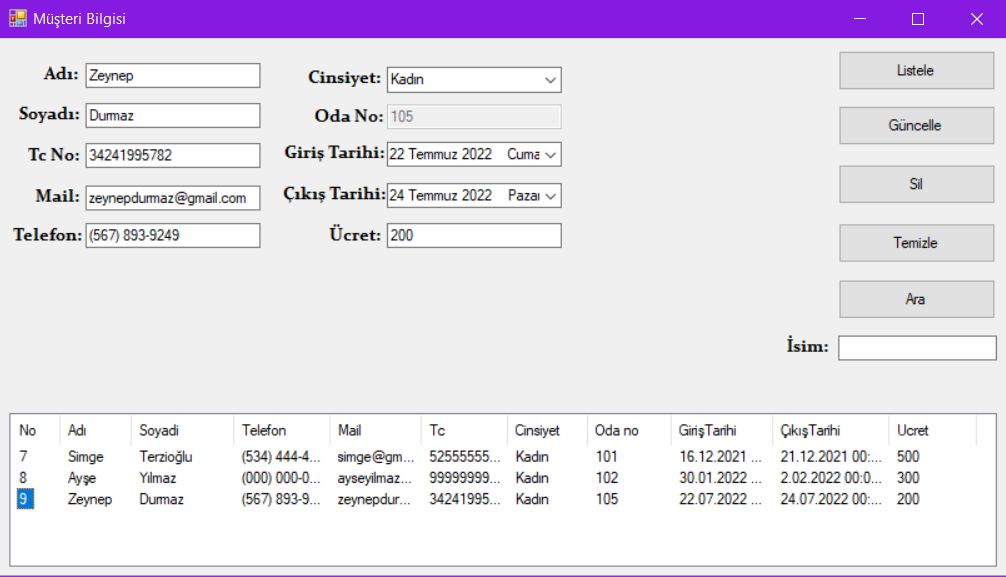 Müşteri Bilgisi
Adı: Zeynep
Soyadı: Durmaz
Tc No: 34241995782
Mail: zeynepdurmaz@gmail.com
Telefon: (567) 893-9249
Cinsiyet: Kadın
Oda No: 105
Giriş Tarihi: 22 Temmuz 2022 Cuma
Çıkış Tarihi: 24 Temmuz 2022 Pazar
Ücret: 200
Listele
Güncelle
Sil
Temizle
Ara
İsim:
No Adı Soyadi Telefon Mail Tc Cinsiyet Oda no GirişTarihi ÇıkışTarihi Ucret
7 Simge Terzioğlu (534) 444-4... simge@gm... 52555555... Kadın 101 16.12.2021 ... 21.12.2021 00:... 500
8 Ayşe Yılmaz (000) 000-0... ayseyilmaz... 99999999... Kadın 102 30.01.2022 ... 2.02.2022 00:0... 300
9 Zeynep Durmaz (567) 893-9... zeynepdur... 34241995... Kadın 105 22.07.2022 ... 24.07.2022 00:... 200